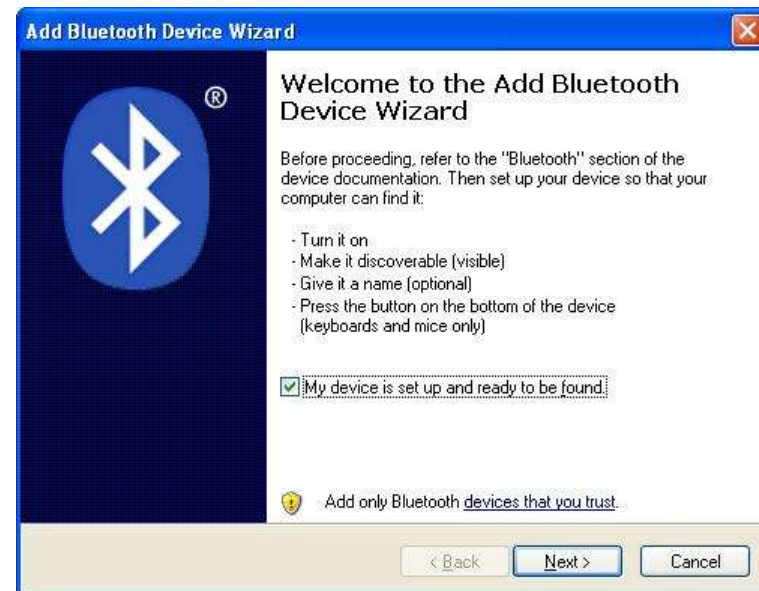 Add Bluetooth Device Wizard
®
Welcome to the Add Bluetooth
Device Wizard
Before proceeding, refer to the "Bluetooth" section of the
device documentation. Then set up your device so that your
computer can find it:
- Turn it on
- Make it discoverable (visible)
- Give it a name (optional)
- Press the button on the bottom of the device
(keyboards and mice only)
My device is set up and ready to be found.
Add only Bluetooth devices that you trust.
< Back Next > Cancel